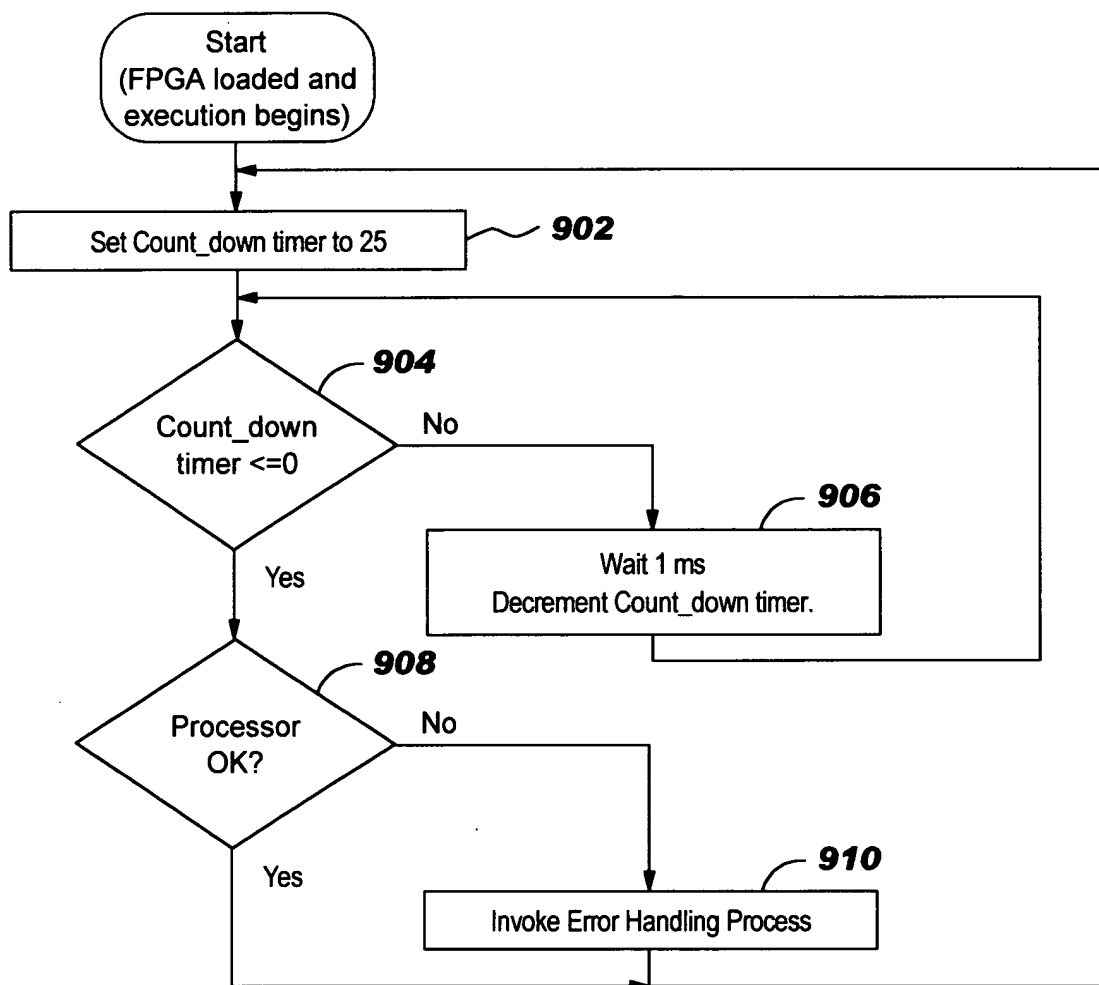 Start
(FPGA loaded and
execution begins)
Set Count_down timer to 25
902
904
Count_down
timer <=0
No
906
Wait 1 ms
Decrement Count_down timer.
Yes
908
Processor
OK?
No
910
Yes
Invoke Error Handling Process